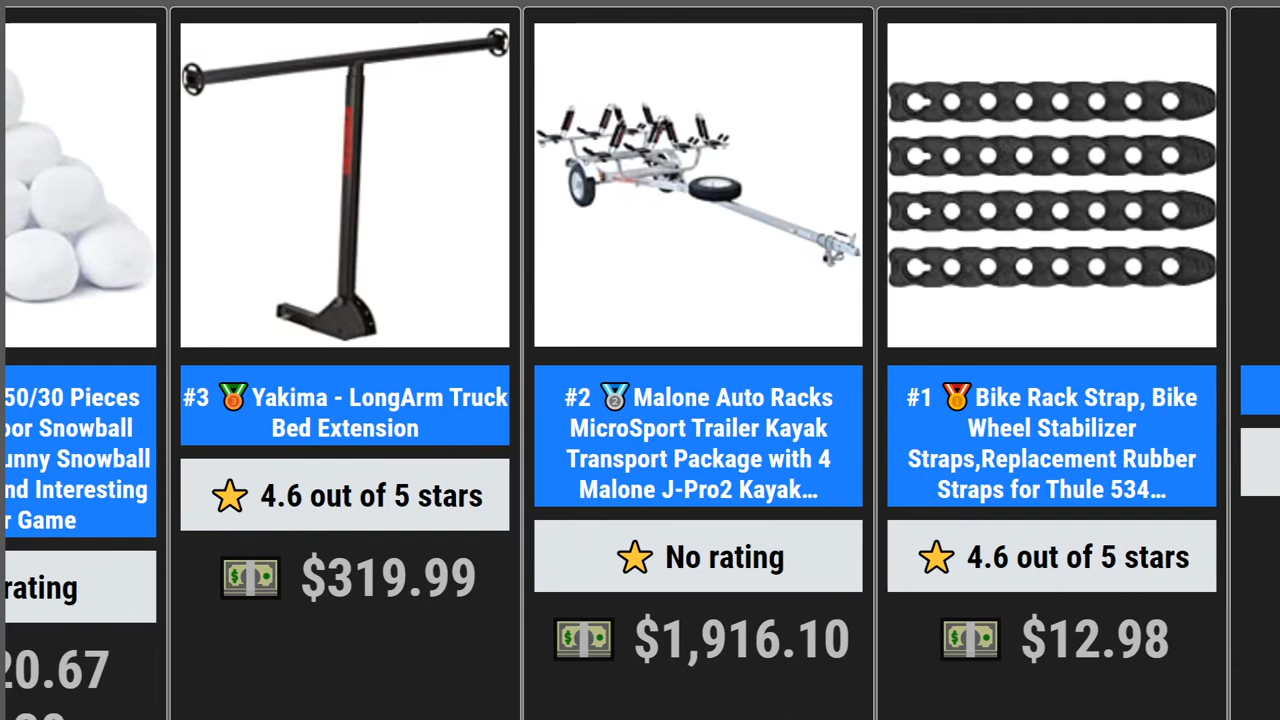 50/30 Pieces
Snowball
Snowball
Interesting
Game
rating
20.67
#3 Yakima - LongArm Truck
Bed Extension
4.6 out of 5 stars
$319.99
#2 Malone Auto Racks
MicroSport Trailer Kayak
Transport Package with 4
Malone J-Pro2 Kayak…
No rating
$1,916.10
#1 Bike Rack Strap, Bike
Wheel Stabilizer
Straps,Replacement Rubber
Straps for Thule 534…
4.6 out of 5 stars
$12.98